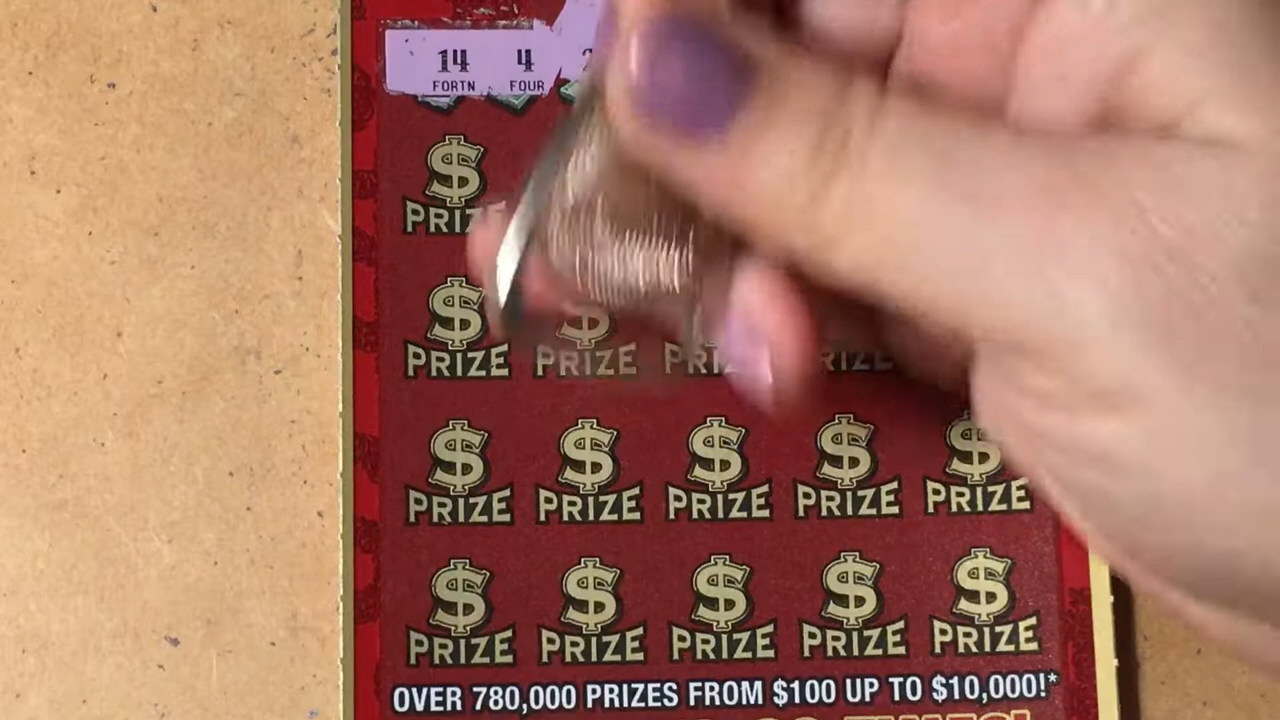 14 4
FORTN FOUR
$
$ $
PRIZE PRIZE
$ $ $ $ $
PRIZE PRIZE PRIZE PRIZE PRIZE
$ $ $ $ $
PRIZE PRIZE PRIZE PRIZE PRIZE
OVER 780,000 PRIZES FROM $100 UP TO $10,000!*